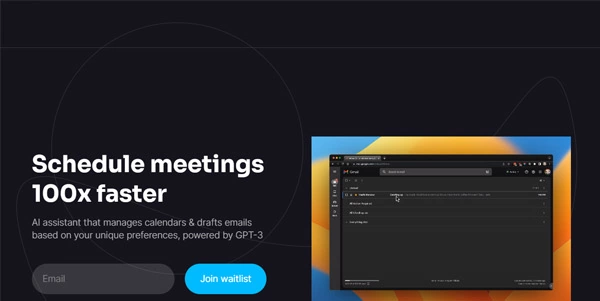 Schedule meetings
100x faster
AI assistant that manages calendars & drafts emails
based on your unique preferences, powered by GPT-3
Email
Join waitlist
Gmail